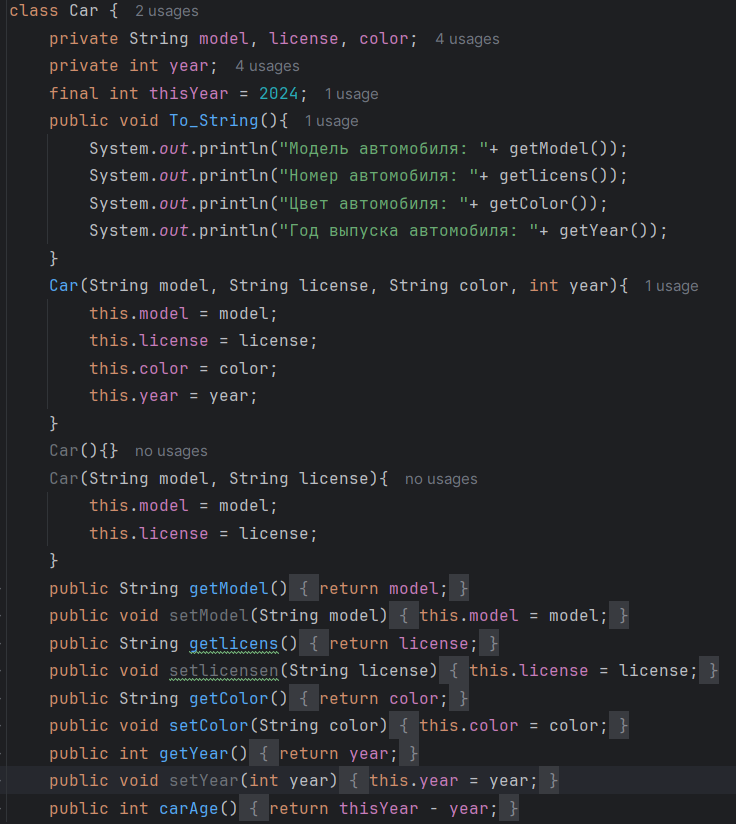 class Car {  2 usages
    private String model, license, color;  4 usages
    private int year;  4 usages
    final int thisYear = 2024;  1 usage
    public void To_String(){  1 usage
        System.out.println("Модель автомобиля: "+ getModel());
        System.out.println("Номер автомобиля: "+ getlicens());
        System.out.println("Цвет автомобиля: "+ getColor());
        System.out.println("Год выпуска автомобиля: "+ getYear());
    }
    Car(String model, String license, String color, int year){  1 usage
        this.model = model;
        this.license = license;
        this.color = color;
        this.year = year;
    }
    Car(){}  no usages
    Car(String model, String license){  no usages
        this.model = model;
        this.license = license;
    }
    public String getModel() { return model; }
    public void setModel(String model) { this.model = model; }
    public String getlicens() { return license; }
    public void setlicensen(String license) { this.license = license; }
    public String getColor() { return color; }
    public void setColor(String color) { this.color = color; }
    public int getYear() { return year; }
    public void setYear(int year) { this.year = year; }
    public int carAge() { return thisYear - year; }